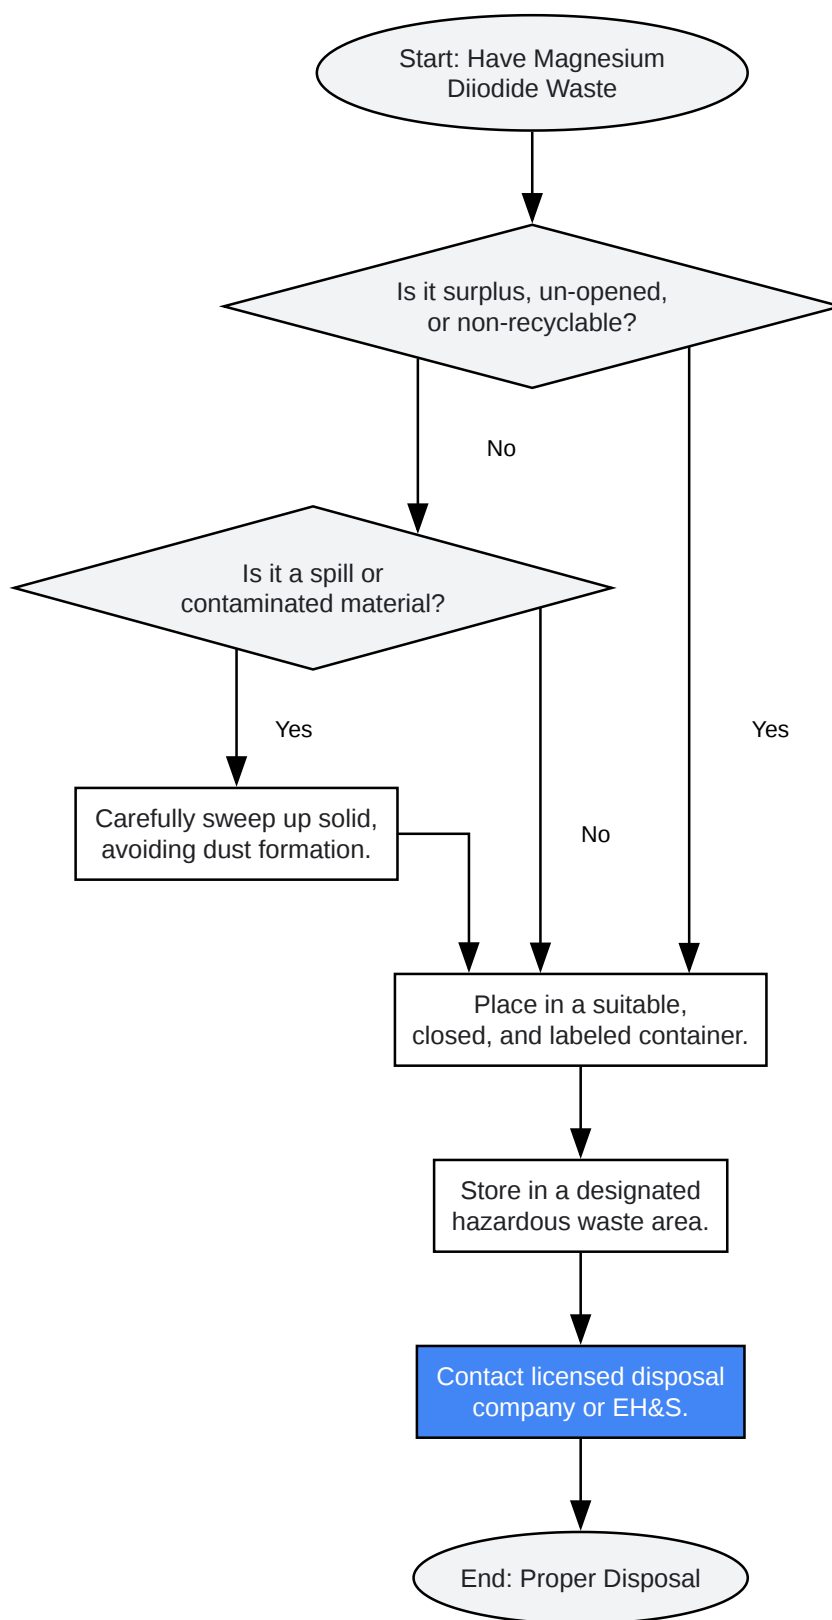 Start: Have Magnesium
Diiodide Waste
Is it surplus, un-opened,
or non-recyclable?
No
Is it a spill or
contaminated material?
Yes
Yes
Carefully sweep up solid,
avoiding dust formation.
No
Place in a suitable,
closed, and labeled container.
Store in a designated
hazardous waste area.
Contact licensed disposal
company or EH&S.
End: Proper Disposal